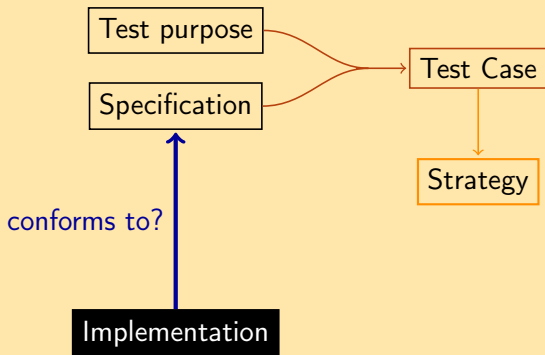 Test purpose
Test Case
Specification
Strategy
conforms to?
Implementation